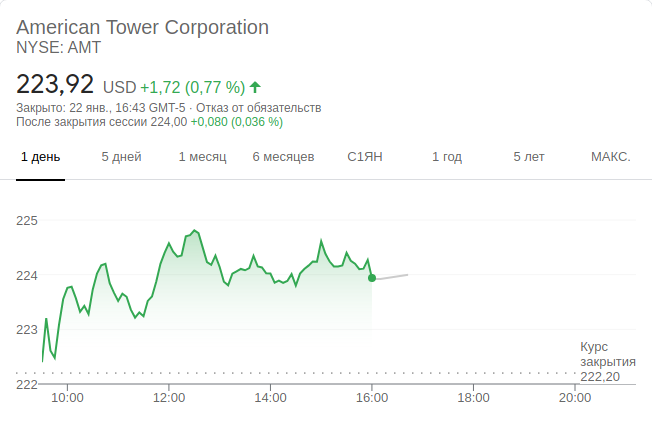 American Tower Corporation
NYSE: AMT
223,92 USD +1,72 (0,77 %)
Закрыто: 22 янв., 16:43 GMT-5 · Отказ от обязательств
После закрытия сессии 224,00 +0,080 (0,036 %)
1 день 5 дней 1 месяц 6 месяцев С1ЯН 1 год 5 лет МАКС.
225
224
223
Курс
закрытия
222,20
222
10:00 12:00 14:00 16:00 18:00 20:00